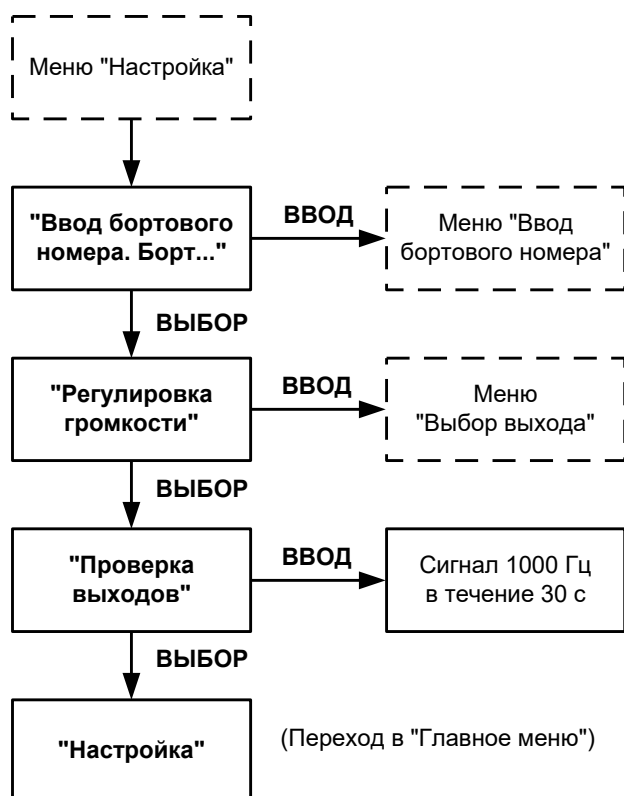 Меню "Настройка"
"Ввод бортового
номера. Борт..."
ВВОД
Меню "Ввод
бортового номера"
ВЫБОР
"Регулировка
громкости"
ВВОД
Меню
"Выбор выхода"
ВЫБОР
"Проверка
выходов"
ВВОД
Сигнал 1000 Гц
в течение 30 с
ВЫБОР
"Настройка"
(Переход в "Главное меню")